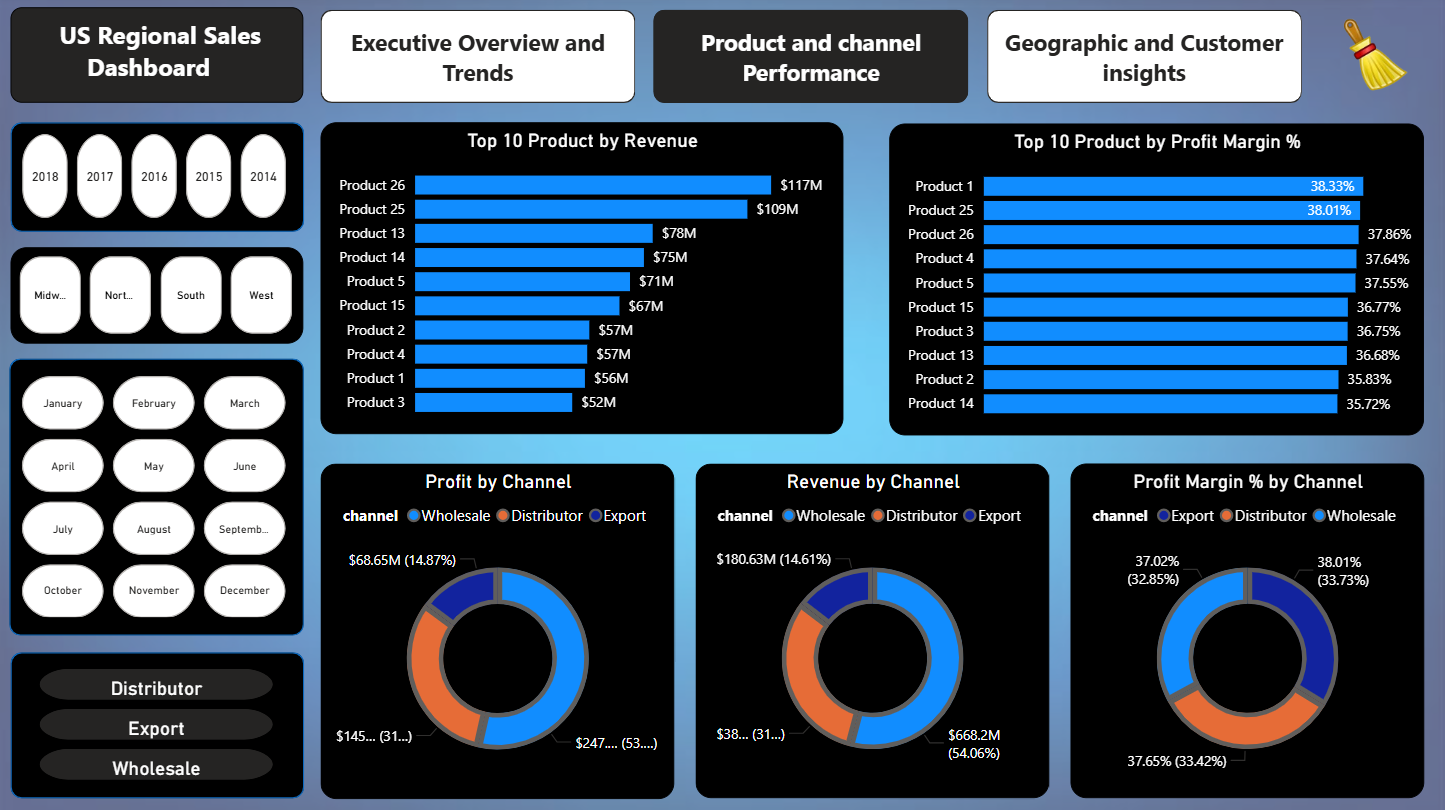 US Regional Sales
Dashboard
Executive Overview and
Trends
Product and channel
Performance
Geographic and Customer
insights
2018
2017
2016
2015
2014
Midw...
Nort...
South
West
January
February
March
April
May
June
July
August
Septemb...
October
November
December
Distributor
Export
Wholesale
Top 10 Product by Revenue
Product 26 $117M
Product 25 $109M
Product 13 $78M
Product 14 $75M
Product 5 $71M
Product 15 $67M
Product 2 $57M
Product 4 $57M
Product 1 $56M
Product 3 $52M
Top 10 Product by Profit Margin %
Product 1 38.33%
Product 25 38.01%
Product 26 37.86%
Product 4 37.64%
Product 5 37.55%
Product 15 36.77%
Product 3 36.75%
Product 13 36.68%
Product 2 35.83%
Product 14 35.72%
Profit by Channel
channel Wholesale Distributor Export
$68.65M (14.87%)
$145... (31...)
$247.... (53....)
Revenue by Channel
channel Wholesale Distributor Export
$180.63M (14.61%)
$38... (31...)
$668.2M
(54.06%)
Profit Margin % by Channel
channel Export Distributor Wholesale
37.02%
(32.85%)
38.01%
(33.73%)
37.65% (33.42%)